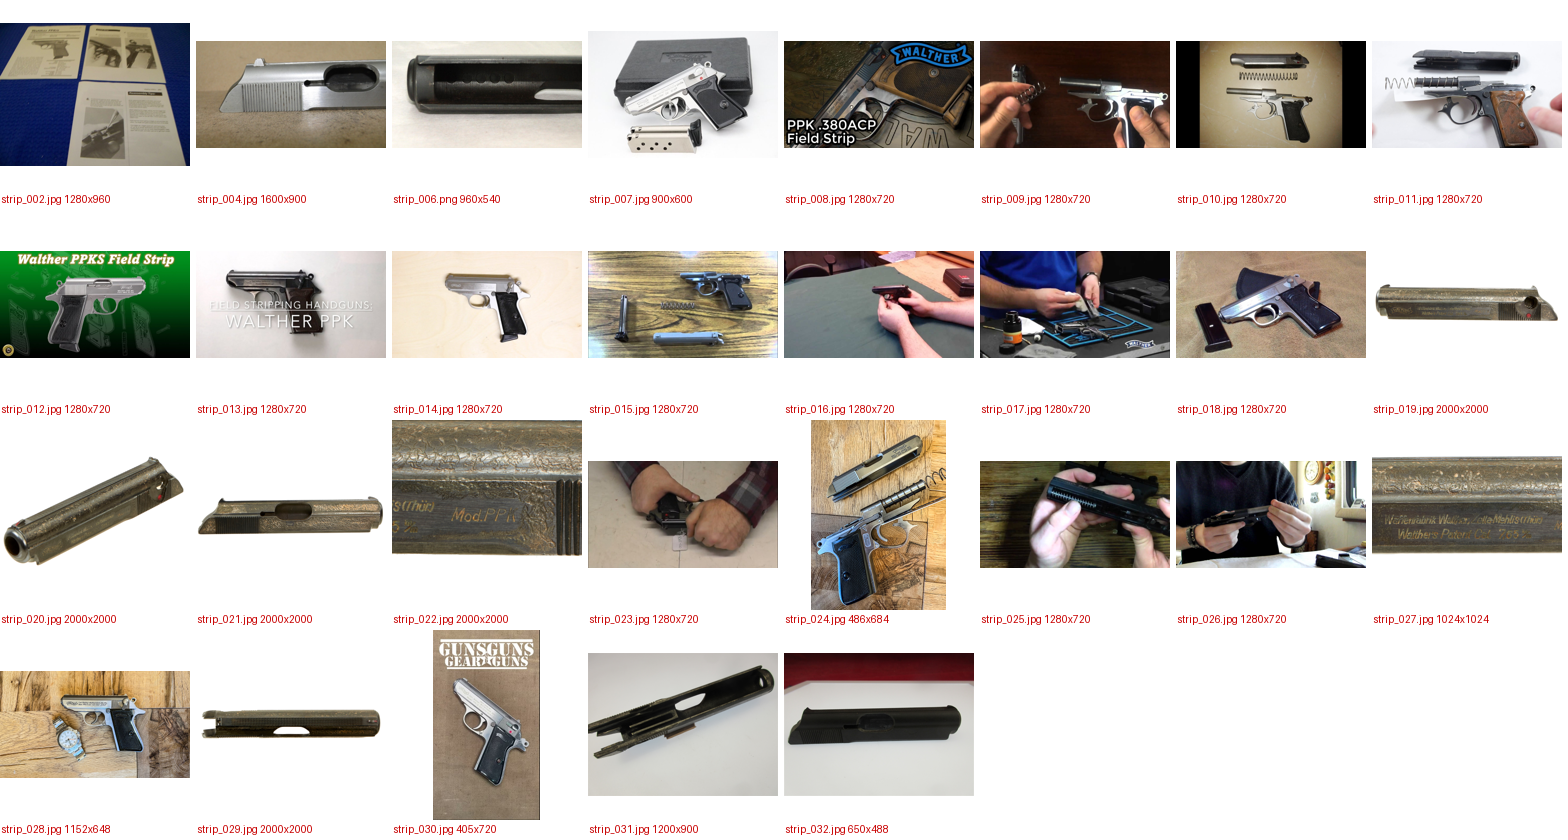 WALTHER
PPK .380ACP
Field Strip
strip_002.jpg 1280x960
strip_004.jpg 1600x900
strip_006.png 960x540
strip_007.jpg 900x600
strip_008.jpg 1280x720
strip_009.jpg 1280x720
strip_010.jpg 1280x720
strip_011.jpg 1280x720
Walther PPKS Field Strip
FIELD STRIPPING HANDGUNS:
WALTHER PPK
WALTHER
strip_012.jpg 1280x720
strip_013.jpg 1280x720
strip_014.jpg 1280x720
strip_015.jpg 1280x720
strip_016.jpg 1280x720
strip_017.jpg 1280x720
strip_018.jpg 1280x720
strip_019.jpg 2000x2000
Mod.PP
strip_020.jpg 2000x2000
strip_021.jpg 2000x2000
strip_022.jpg 2000x2000
strip_023.jpg 1280x720
strip_024.jpg 486x684
strip_025.jpg 1280x720
strip_026.jpg 1280x720
strip_027.jpg 1024x1024
GUNSGUNS
GEAR GUNS
strip_028.jpg 1152x648
strip_029.jpg 2000x2000
strip_030.jpg 405x720
strip_031.jpg 1200x900
strip_032.jpg 650x488